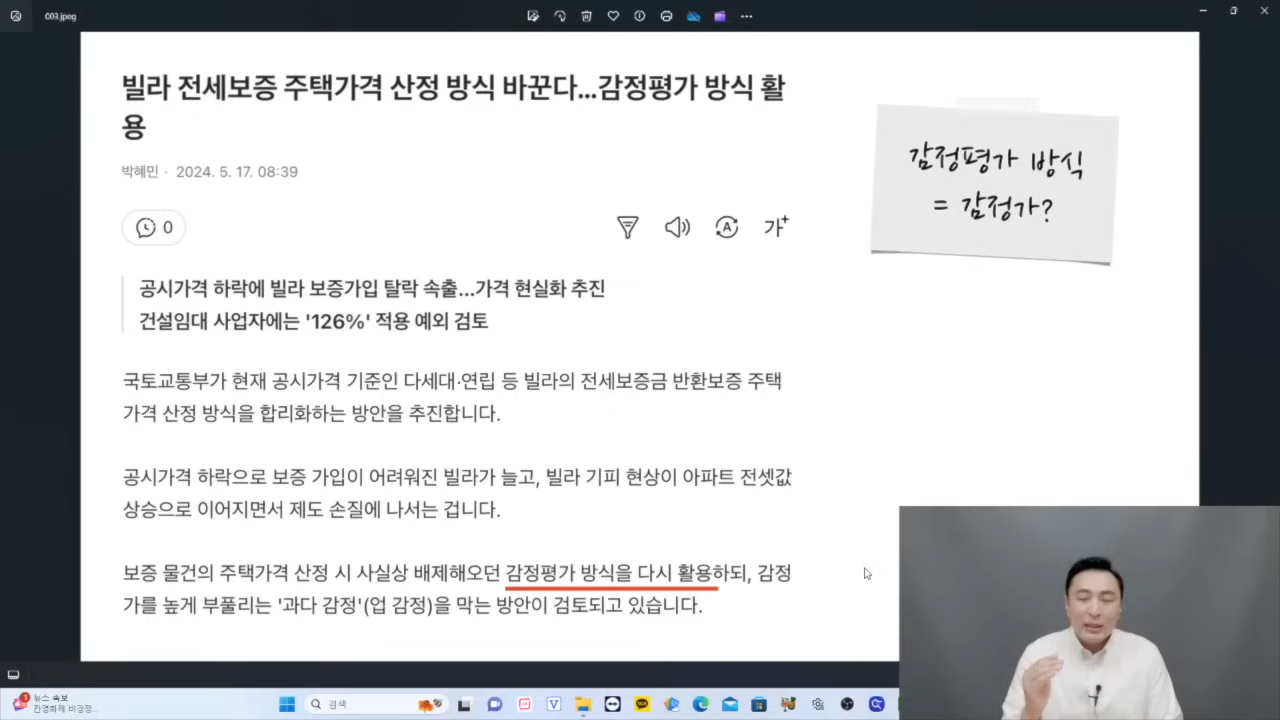 003.jpeg
빌라 전세보증 주택가격 산정 방식 바꾼다...감정평가 방식 활
용
박혜민 · 2024. 5. 17. 08:39
0
가+
감정평가 방식
= 감정가?
공시가격 하락에 빌라 보증가입 탈락 속출...가격 현실화 추진
건설임대 사업자에는 '126%' 적용 예외 검토
국토교통부가 현재 공시가격 기준인 다세대·연립 등 빌라의 전세보증금 반환보증 주택
가격 산정 방식을 합리화하는 방안을 추진합니다.
공시가격 하락으로 보증 가입이 어려워진 빌라가 늘고, 빌라 기피 현상이 아파트 전셋값
상승으로 이어지면서 제도 손질에 나서는 겁니다.
보증 물건의 주택가격 산정 시 사실상 배제해오던 감정평가 방식을 다시 활용하되, 감정
가를 높게 부풀리는 '과다 감정'(업 감정)을 막는 방안이 검토되고 있습니다.
뉴스 속보
검색